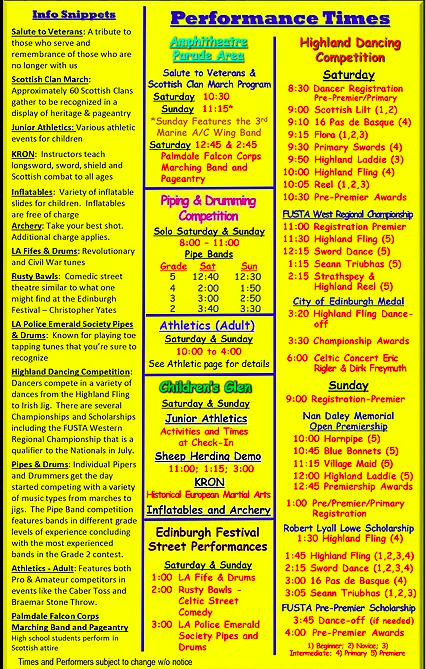 Info Snippets
Salute to Veterans: A tribute to
those who serve and
remembrance of those who are
no longer with us
Scottish Clan March:
Approximately 60 Scottish Clans
gather to be recognized in a
display of heritage & pageantry
Junior Athletics: Various athletic
events for children
KRON: Instructors teach
longsword, sword, shield and
Scottish combat to all ages
Inflatables: Variety of inflatable
slides for children. Inflatables
are free of charge
Archery: Take your best shot.
Additional charge applies.
LA Fifes & Drums: Revolutionary
and Civil War tunes
Rusty Bawls: Comedic street
theatre similar to what one
might find at the Edinburgh
Festival – Christopher Yates
LA Police Emerald Society Pipes
& Drums: Known for playing toe
tapping tunes that you're sure to
recognize
Highland Dancing Competition:
Dancers compete in a variety of
dances from the Highland Fling
to Irish Jig. There are several
Championships and Scholarships
including the FUSTA Western
Regional Championship that is a
qualifier to the Nationals in July.
Pipes & Drums: Individual Pipers
and Drummers get the day
started competing with a variety
of music types from marches to
jigs. The Pipe Band competition
features bands in different grade
levels of experience concluding
with the most experienced
bands in the Grade 2 contest.
Athletics - Adult: Features both
Pro & Amateur competitors in
events like the Caber Toss and
Braemar Stone Throw.
Palmdale Falcon Corps
Marching Band and Pageantry
High school students perform in
Scottish attire
Performance Times
Amphitheatre
Parade Area
Salute to Veterans &
Scottish Clan March Program
Saturday 10:30
Sunday 11:15*
*Sunday Features the 3rd
Marine A/C Wing Band
Saturday 12:45 & 2:45
Palmdale Falcon Corps
Marching Band and
Pageantry
Piping & Drumming
Competition
Solo Saturday & Sunday
8:00 – 11:00
Pipe Bands
Grade Sat Sun
5 12:40 12:30
4 2:00 1:50
3 3:00 2:50
2 3:40 3:30
Athletics (Adult)
Saturday & Sunday
10:00 to 4:00
See Athletic page for details
Children's Glen
Saturday & Sunday
Junior Athletics
Activities and Times
at Check-In
Sheep Herding Demo
11:00; 1:15; 3:00
KRON
Historical European Martial Arts
Inflatables and Archery
Edinburgh Festival
Street Performances
Saturday & Sunday
1:00 LA Fife & Drums
2:00 Rusty Bawls -
Celtic Street
Comedy
3:00 LA Police Emerald
Society Pipes and
Drums
Highland Dancing
Competition
Saturday
8:30 Dancer Registration
Pre-Premier/Primary
9:00 Scottish Lilt (1,2)
9:10 16 Pas de Basque (4)
9:15 Flora (1,2,3)
9:30 Primary Swords (4)
9:50 Highland Laddie (3)
10:00 Highland Fling (4)
10:05 Reel (1,2,3)
10:30 Pre-Premier Awards
FUSTA West Regional Championship
11:00 Registration Premier
11:30 Highland Fling (5)
12:15 Sword Dance (5)
1:15 Seann Triubhas (5)
2:15 Strathspey &
Highland Reel (5)
City of Edinburgh Medal
3:20 Highland Fling Dance-
off
3:30 Championship Awards
6:00 Celtic Concert Eric
Rigler & Dirk Freymuth
Sunday
9:00 Registration-Premier
Nan Daley Memorial
Open Premiership
10:00 Hornpipe (5)
10:45 Blue Bonnets (5)
11:15 Village Maid (5)
12:00 Highland Laddie (5)
12:45 Premiership Awards
1:00 Pre/Premier/Primary
Registration
Robert Lyall Lowe Scholarship
1:30 Highland Fling (4)
1:45 Highland Fling (1,2,3,4)
2:15 Sword Dance (1,2,3,4)
3:00 16 Pas de Basque (4)
3:05 Seann Triubhas (1,2,3)
FUSTA Pre-Premier Scholarship
3:45 Dance-off (if needed)
4:00 Pre-Premier Awards
1) Beginner; 2) Novice; 3)
Intermediate; 4) Primary 5) Premiere
Times and Performers subject to change w/o notice